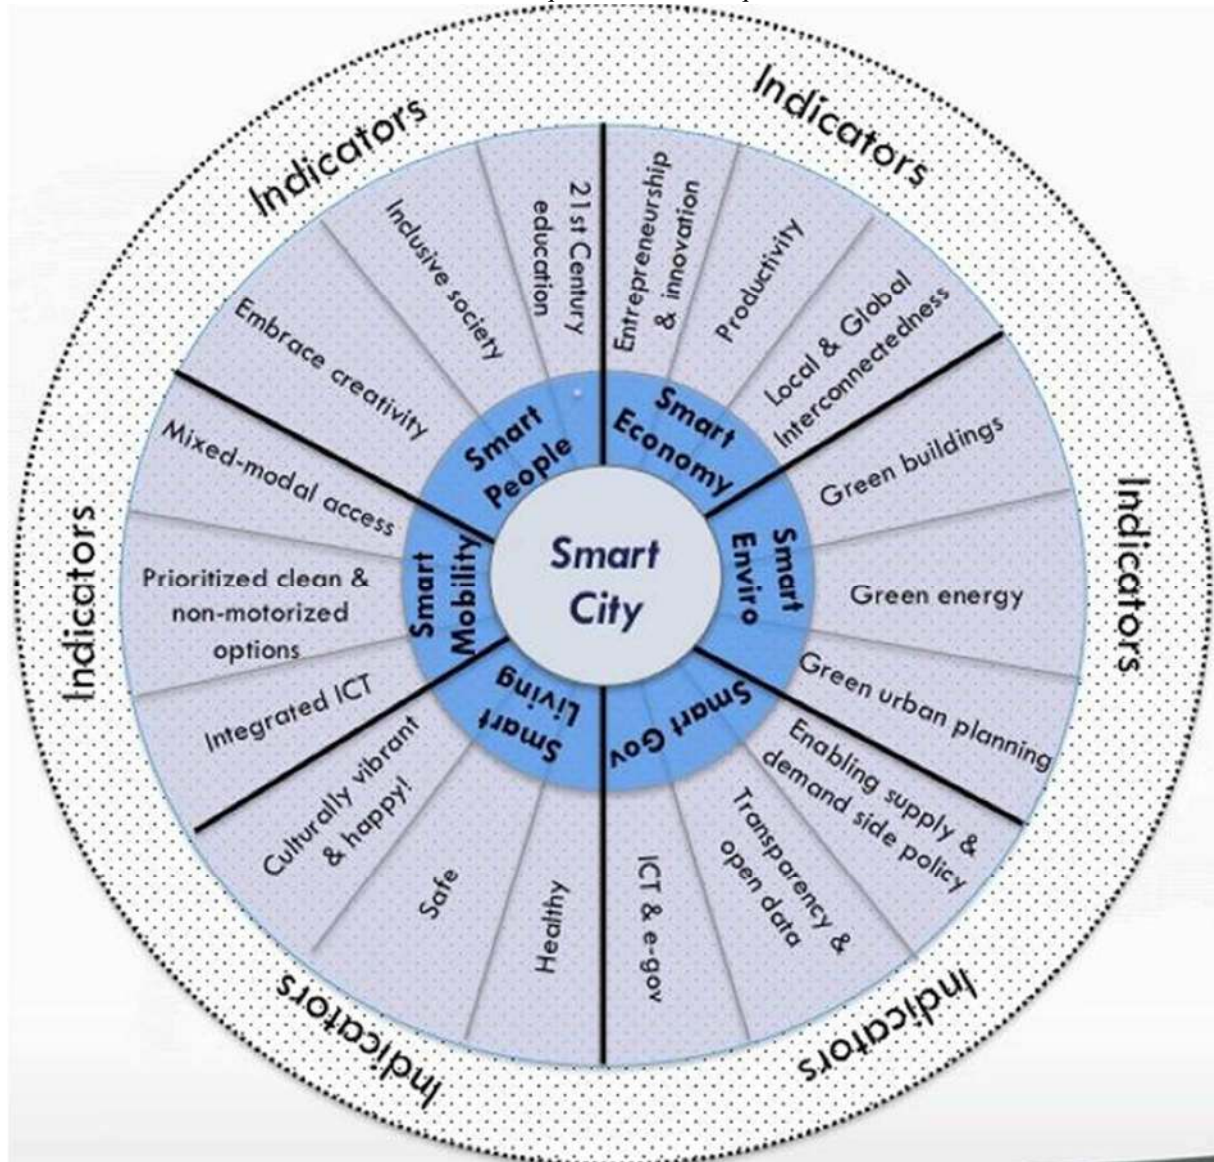 Indicators
Indicators
Indicators
Indicators
Indicators
Indicators
Smart
City
Smart
Economy
Entrepreneurship
& innovation
Productivity
Local & Global
Interconnectedness
Smart
Enviro
Green buildings
Green energy
Green urban planning
Smart Gov
Enabling supply &
demand side policy
Transparency &
open data
ICT & e-gov
Smart
Living
Healthy
Safe
Culturally vibrant
& happy!
Smart
Mobility
Integrated ICT
Prioritized clean &
non-motorized
options
Mixed-modal access
Smart
People
Embrace creativity
Inclusive society
21st Century
education